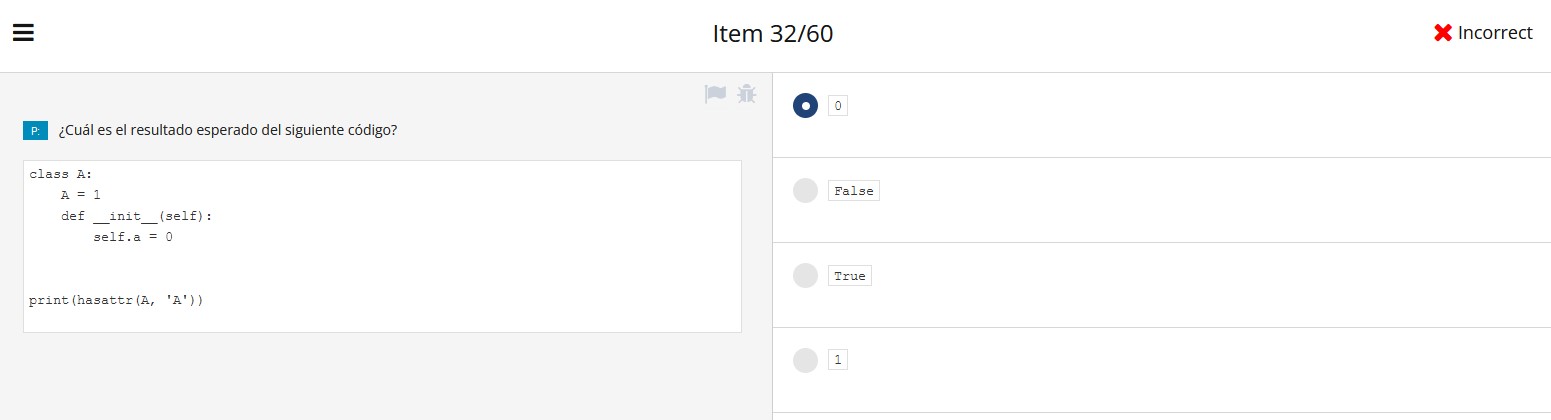 Item 32/60
Incorrect
P: ¿Cuál es el resultado esperado del siguiente código?
class A:
    A = 1
    def __init__(self):
        self.a = 0
print(hasattr(A, 'A'))
0
False
True
1